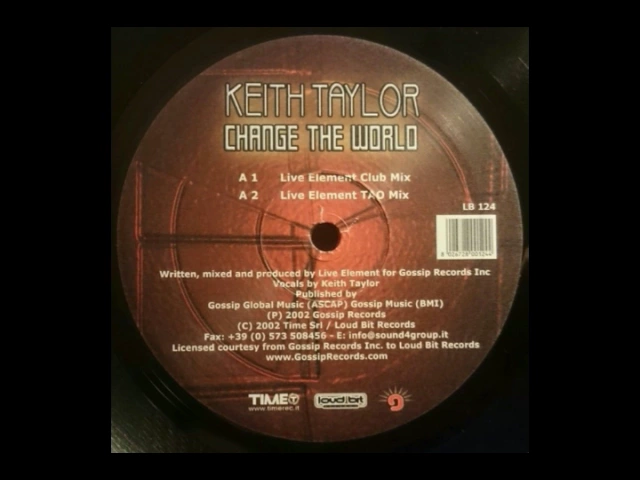 KEITH TAYLOR
CHANGE THE WORLD
A 1 Live Element Club Mix
A 2 Live Element TAO Mix
LB 124
Written, mixed and produced by Live Element for Gossip Records Inc
Vocals by Keith Taylor
Published by
Gossip Global Music (ASCAP) Gossip Music (BMI)
(P) 2002 Gossip Records
(C) 2002 Time Srl / Loud Bit Records
Fax: +39 (0) 573 508456 - E: info@sound4group.it
Licensed courtesy from Gossip Records Inc. to Loud Bit Records
www.GossipRecords.com
TIME
www.timerec.it
loud bit